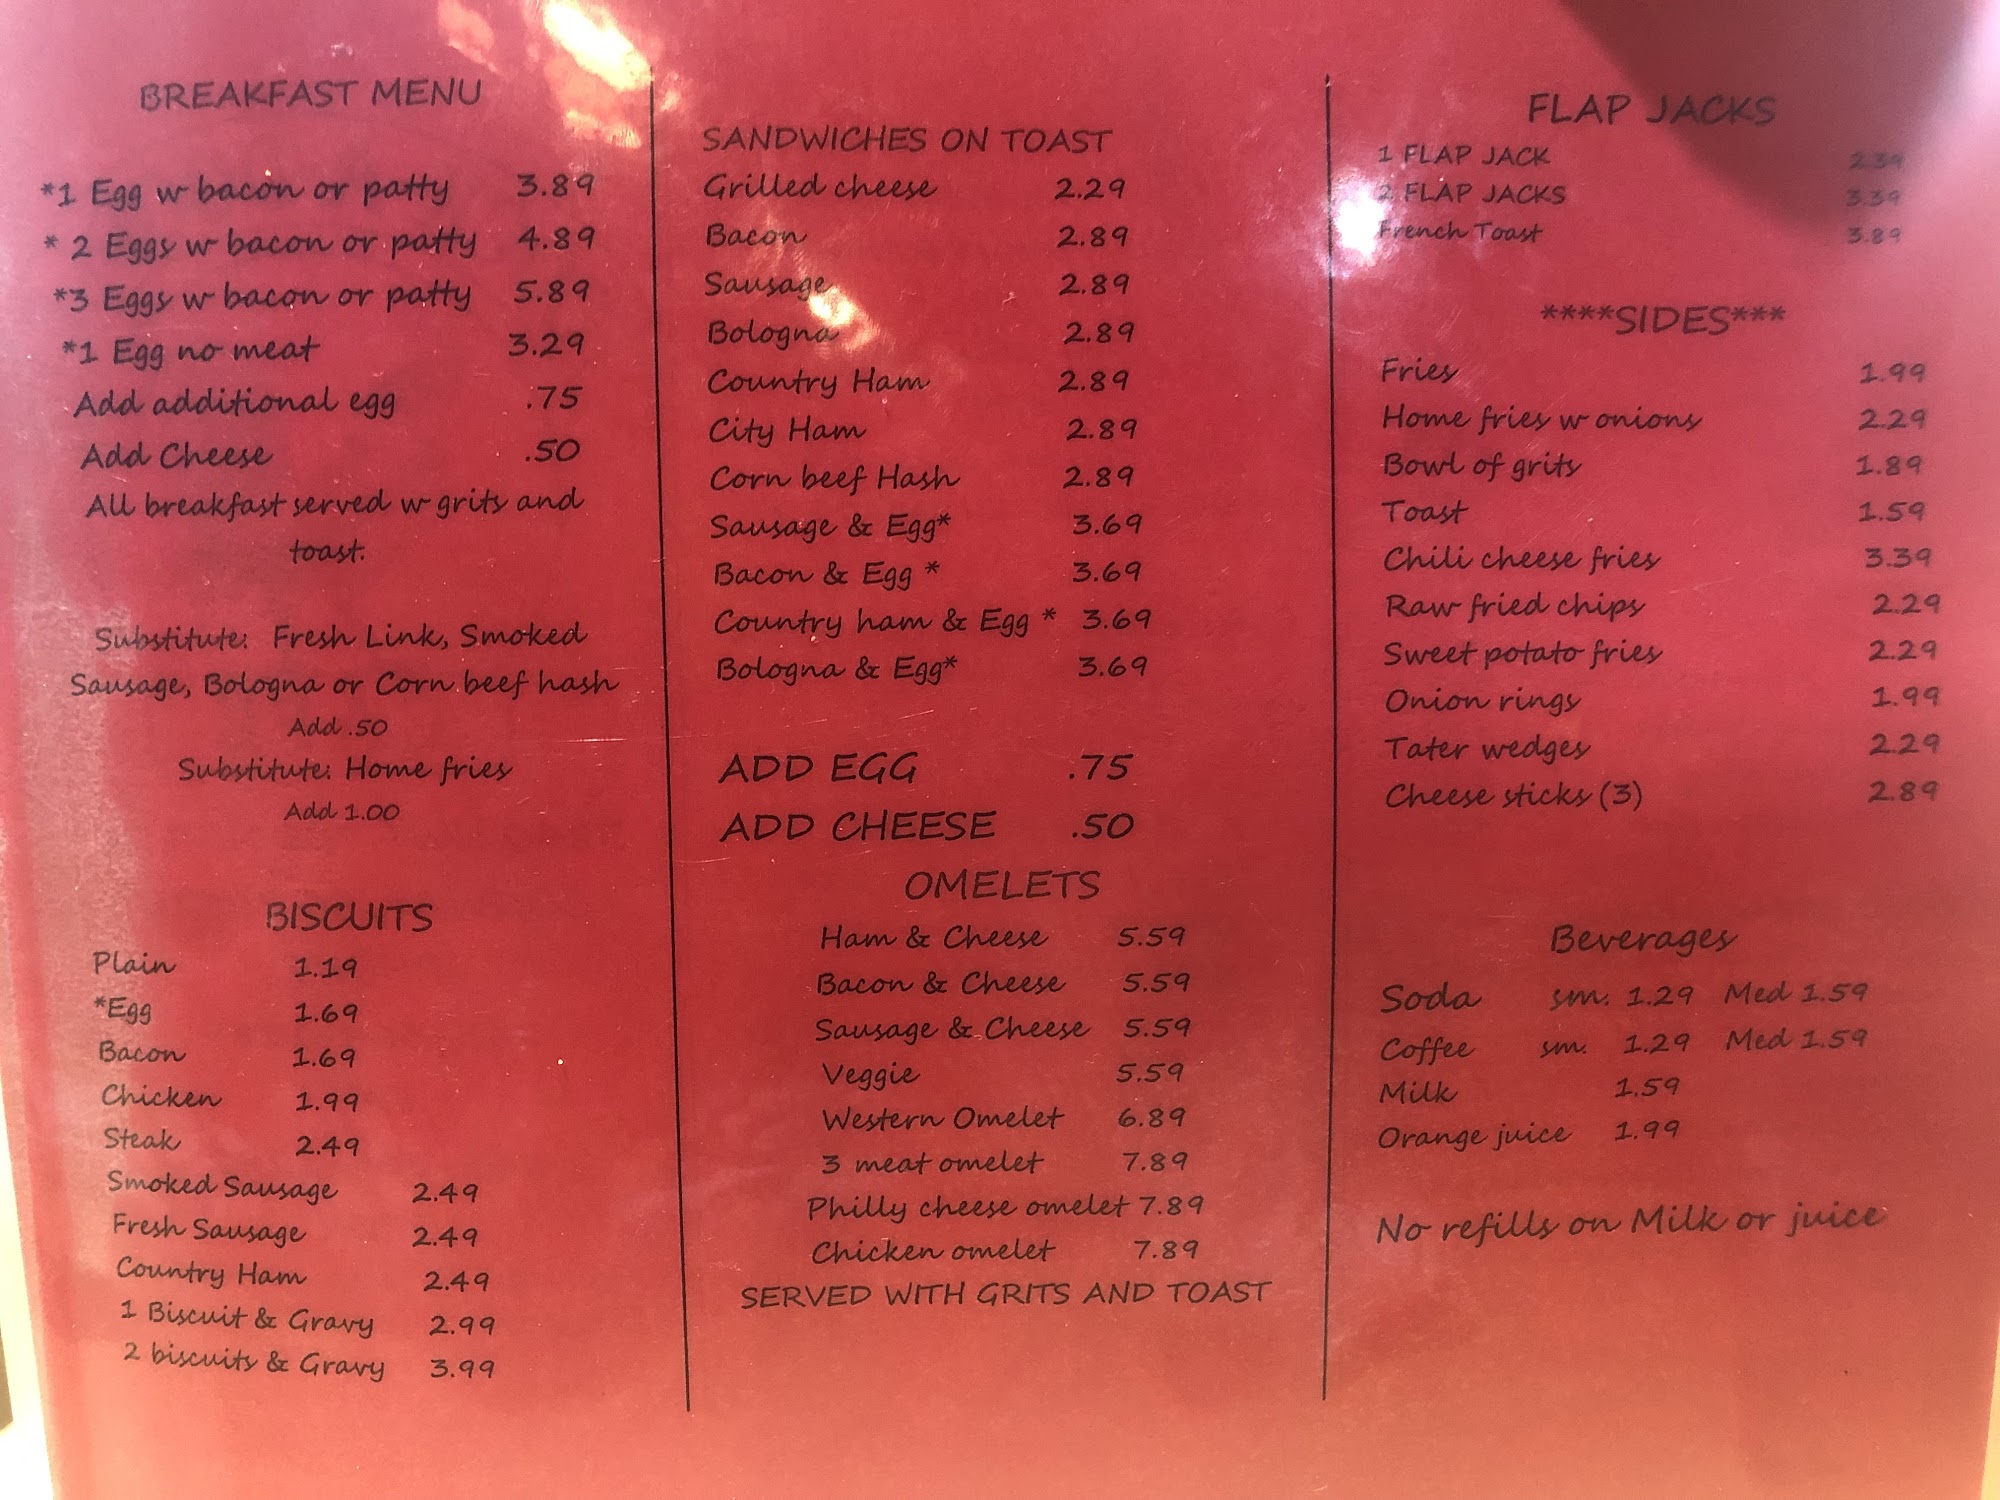 BREAKFAST MENU
*1 Egg w bacon or patty 3.89
* 2 Eggs w bacon or patty 4.89
*3 Eggs w bacon or patty 5.89
*1 Egg no meat 3.29
Add additional egg .75
Add Cheese .50
All breakfast served w grits and
toast.
Substitute: Fresh Link, Smoked
Sausage, Bologna or Corn beef hash
Add .50
Substitute: Home fries
Add 1.00
BISCUITS
Plain 1.19
*Egg 1.69
Bacon 1.69
Chicken 1.99
Steak 2.49
Smoked Sausage 2.49
Fresh Sausage 2.49
Country Ham 2.49
1 Biscuit & Gravy 2.99
2 biscuits & Gravy 3.99
SANDWICHES ON TOAST
Grilled cheese 2.29
Bacon 2.89
Sausage 2.89
Bologna 2.89
Country Ham 2.89
City Ham 2.89
Corn beef Hash 2.89
Sausage & Egg* 3.69
Bacon & Egg * 3.69
Country ham & Egg * 3.69
Bologna & Egg* 3.69
ADD EGG .75
ADD CHEESE .50
OMELETS
Ham & Cheese 5.59
Bacon & Cheese 5.59
Sausage & Cheese 5.59
Veggie 5.59
Western Omelet 6.89
3 meat omelet 7.89
Philly cheese omelet 7.89
Chicken omelet 7.89
SERVED WITH GRITS AND TOAST
FLAP JACKS
1 FLAP JACK 2.39
2 FLAP JACKS 3.39
French Toast 3.89
****SIDES***
Fries 1.99
Home fries w onions 2.29
Bowl of grits 1.89
Toast 1.59
Chili cheese fries 3.39
Raw fried chips 2.29
Sweet potato fries 2.29
Onion rings 1.99
Tater wedges 2.29
Cheese sticks (3) 2.89
Beverages
Soda sm. 1.29 Med 1.59
Coffee sm. 1.29 Med 1.59
Milk 1.59
Orange juice 1.99
No refills on Milk or juice